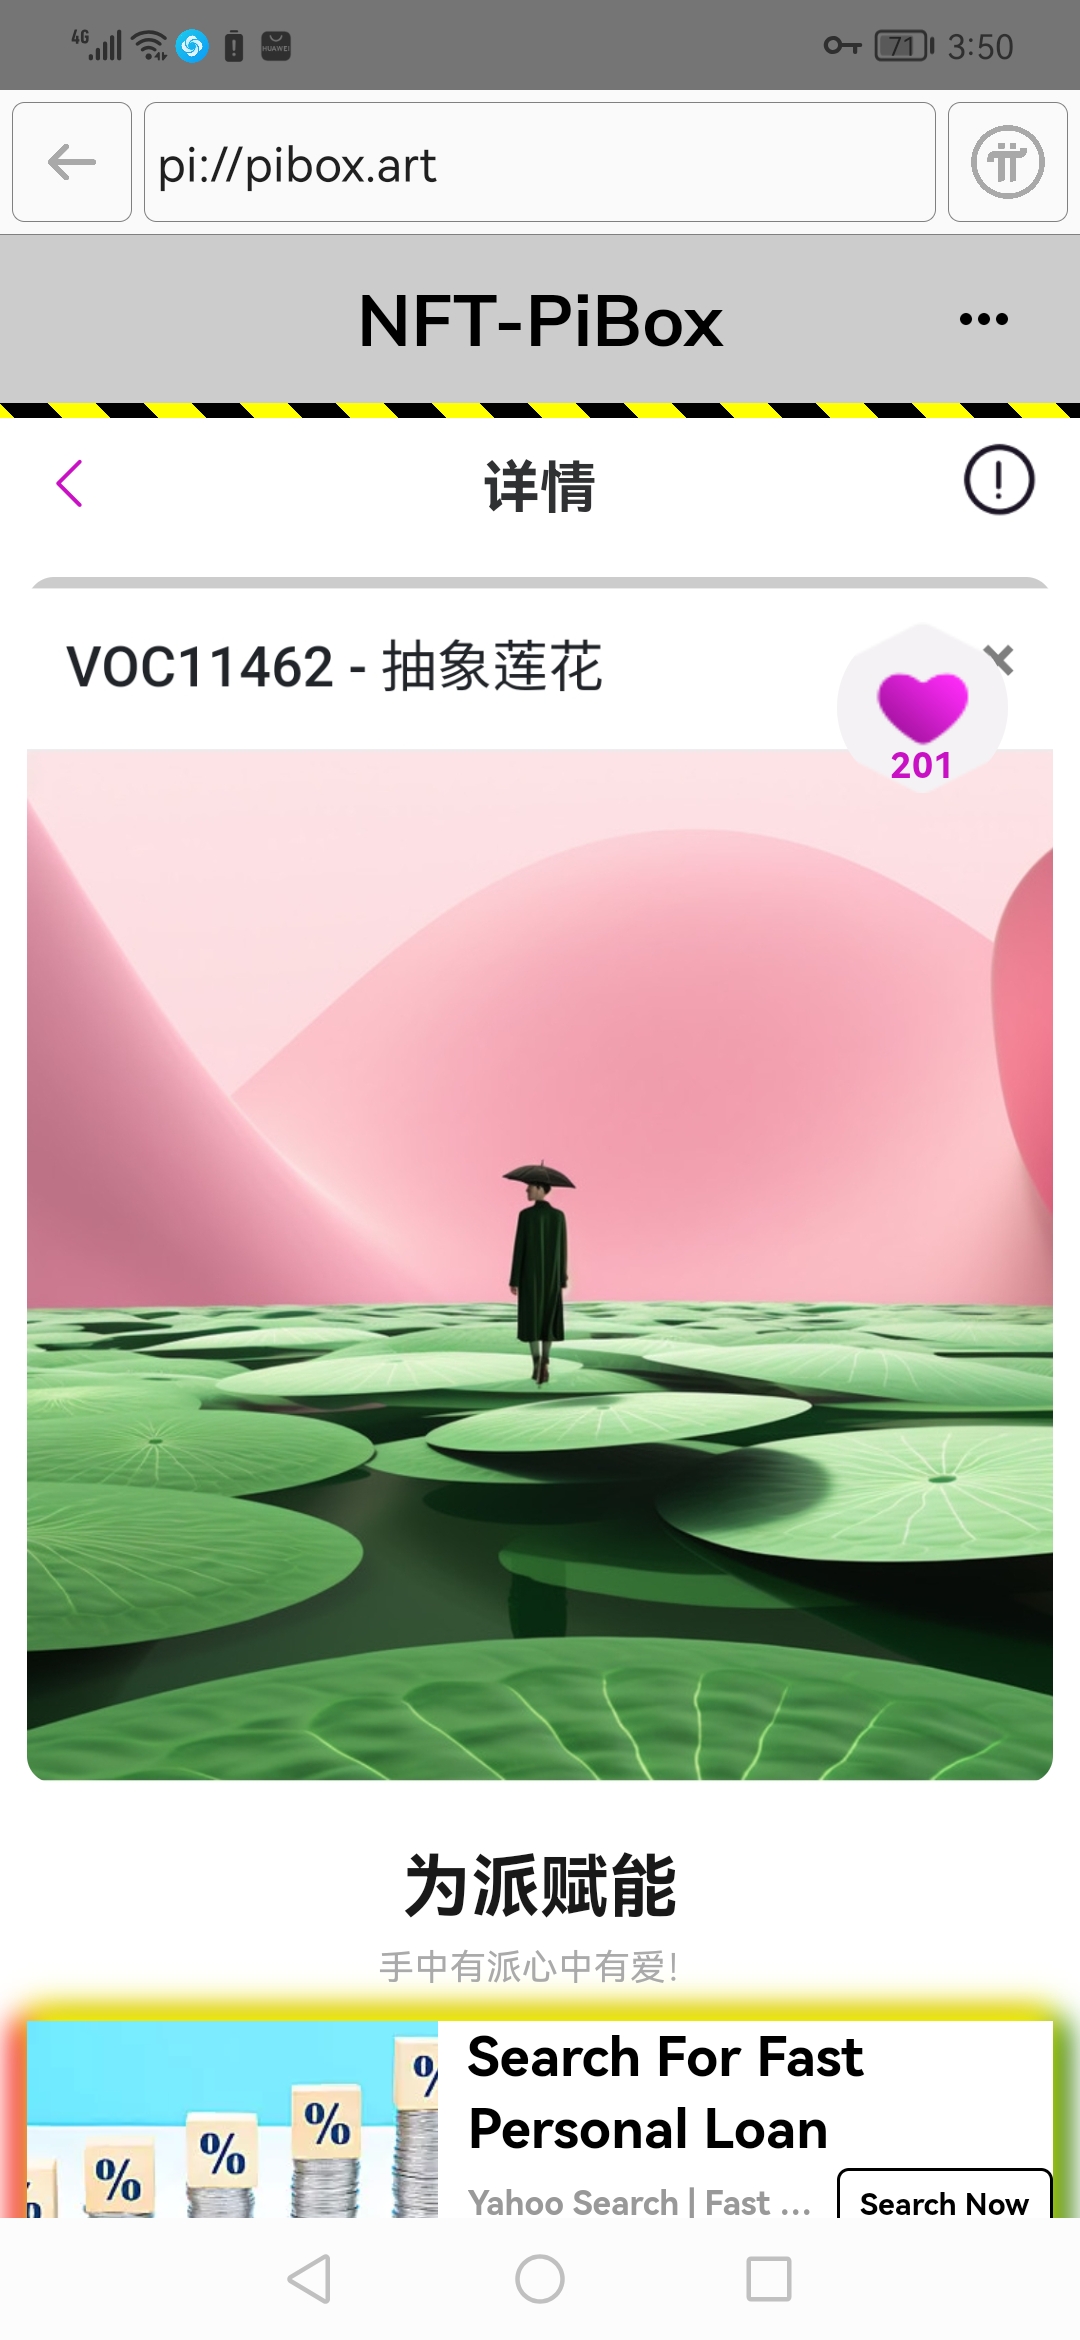 4G
HUAWEI
71
3:50
pi://pibox.art
NFT-PiBox
详情
VOC11462 - 抽象莲花
201
为派赋能
手中有派心中有爱!
Search For Fast
Personal Loan
% % % % %
Yahoo Search | Fast ...
Search Now